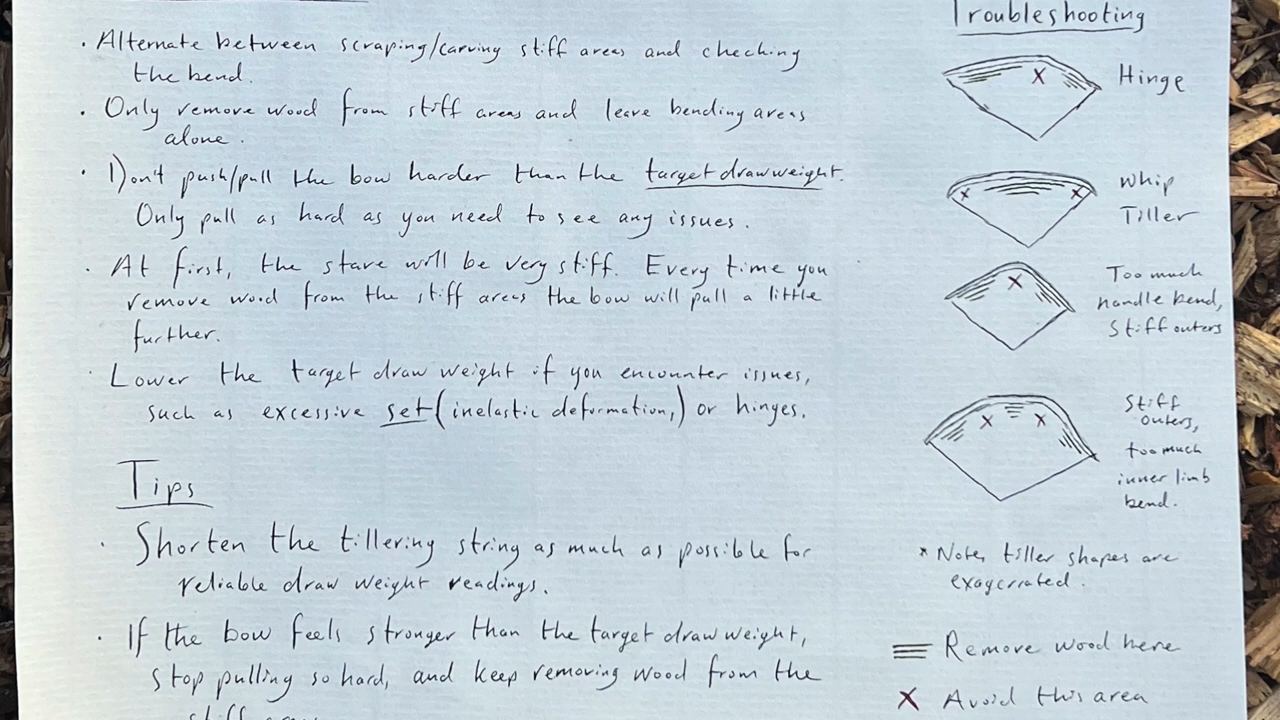 · Alternate between scraping/carving stiff areas and checking
the bend.
· Only remove wood from stiff areas and leave bending areas
alone.
· Don't push/pull the bow harder than the target drawweight.
Only pull as hard as you need to see any issues.
· At first, the stave will be very stiff. Every time you
remove wood from the stiff areas the bow will pull a little
further.
· Lower the target draw weight if you encounter issues,
such as excessive set (inelastic deformation,) or hinges.
Tips
· Shorten the tillering string as much as possible for
reliable draw weight readings.
· If the bow feels stronger than the target draw weight,
stop pulling so hard, and keep removing wood from the
Troubleshooting
X
Hinge
x x
Whip
Tiller
X
Too much
handle bend,
Stiff outers
X X
Stiff
outers,
too much
inner limb
bend.
* Note, tiller shapes are
exagerrated.
Remove wood here
X Avoid this area